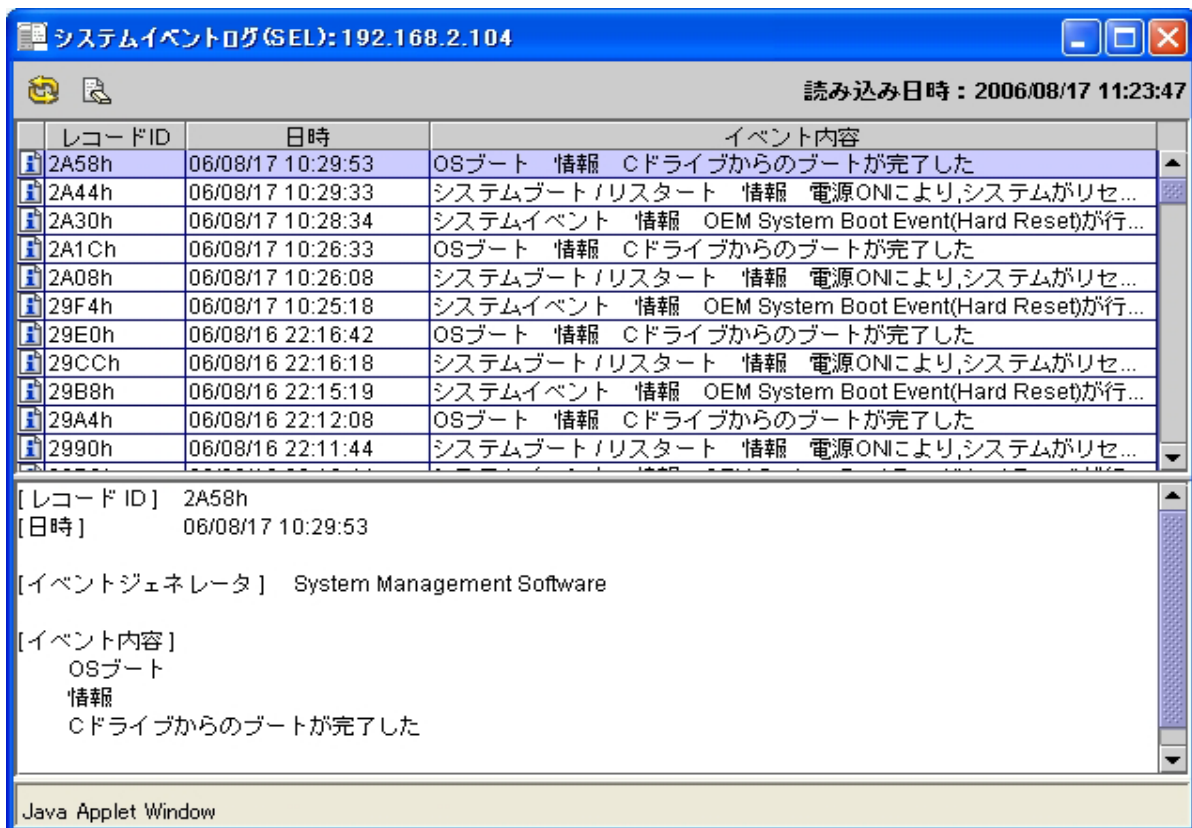 システムイベントログ(SEL):192.168.2.104
読み込み日時：2006/08/17 11:23:47
レコードID 日時 イベント内容
2A58h 06/08/17 10:29:53 OSブート 情報 Cドライブからのブートが完了した
2A44h 06/08/17 10:29:33 システムブート / リスタート 情報 電源ONにより,システムがリセ...
2A30h 06/08/17 10:28:34 システムイベント 情報 OEM System Boot Event(Hard Reset)が行...
2A1Ch 06/08/17 10:26:33 OSブート 情報 Cドライブからのブートが完了した
2A08h 06/08/17 10:26:08 システムブート / リスタート 情報 電源ONにより,システムがリセ...
29F4h 06/08/17 10:25:18 システムイベント 情報 OEM System Boot Event(Hard Reset)が行...
29E0h 06/08/16 22:16:42 OSブート 情報 Cドライブからのブートが完了した
29CCh 06/08/16 22:16:18 システムブート / リスタート 情報 電源ONにより,システムがリセ...
29B8h 06/08/16 22:15:19 システムイベント 情報 OEM System Boot Event(Hard Reset)が行...
29A4h 06/08/16 22:12:08 OSブート 情報 Cドライブからのブートが完了した
2990h 06/08/16 22:11:44 システムブート / リスタート 情報 電源ONにより,システムがリセ...
[レコード ID] 2A58h
[日時] 06/08/17 10:29:53
[イベントジェネレータ] System Management Software
[イベント内容]
OSブート
情報
Cドライブからのブートが完了した
Java Applet Window